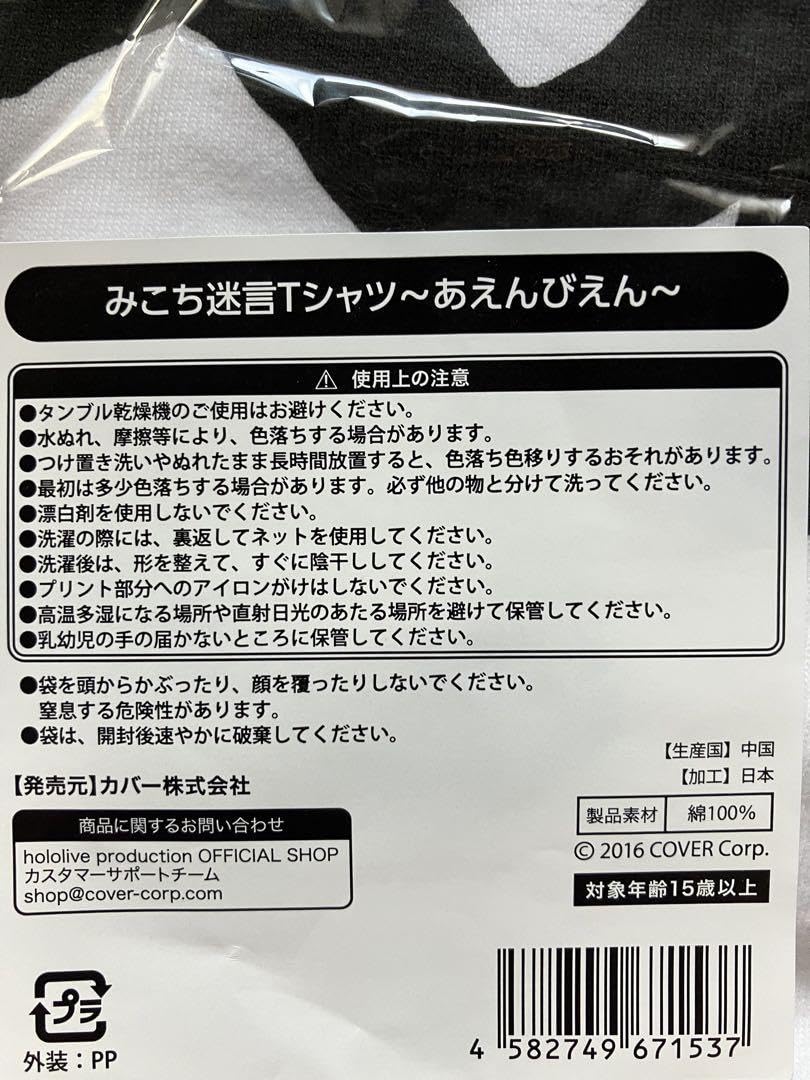 みこち迷言Tシャツ~あえんびえん~
⚠ 使用上の注意
●タンブル乾燥機のご使用はお避けください。
●水ぬれ、摩擦等により、色落ちする場合があります。
●つけ置き洗いやぬれたまま長時間放置すると、色落ち色移りするおそれがあります。
●最初は多少色落ちする場合があります。必ず他の物と分けて洗ってください。
●漂白剤を使用しないでください。
●洗濯の際には、裏返してネットを使用してください。
●洗濯後は、形を整えて、すぐに陰干ししてください。
●プリント部分へのアイロンがけはしないでください。
●高温多湿になる場所や直射日光のあたる場所を避けて保管してください。
●乳幼児の手の届かないところに保管してください。
●袋を頭からかぶったり、顔を覆ったりしないでください。
窒息する危険性があります。
●袋は、開封後速やかに破棄してください。
【生産国】中国
【加工】日本
【発売元】カバー株式会社
製品素材 綿100%
商品に関するお問い合わせ
hololive production OFFICIAL SHOP
カスタマーサポートチーム
shop@cover-corp.com
© 2016 COVER Corp.
対象年齢15歳以上
プラ
外装:PP
4 582749 671537